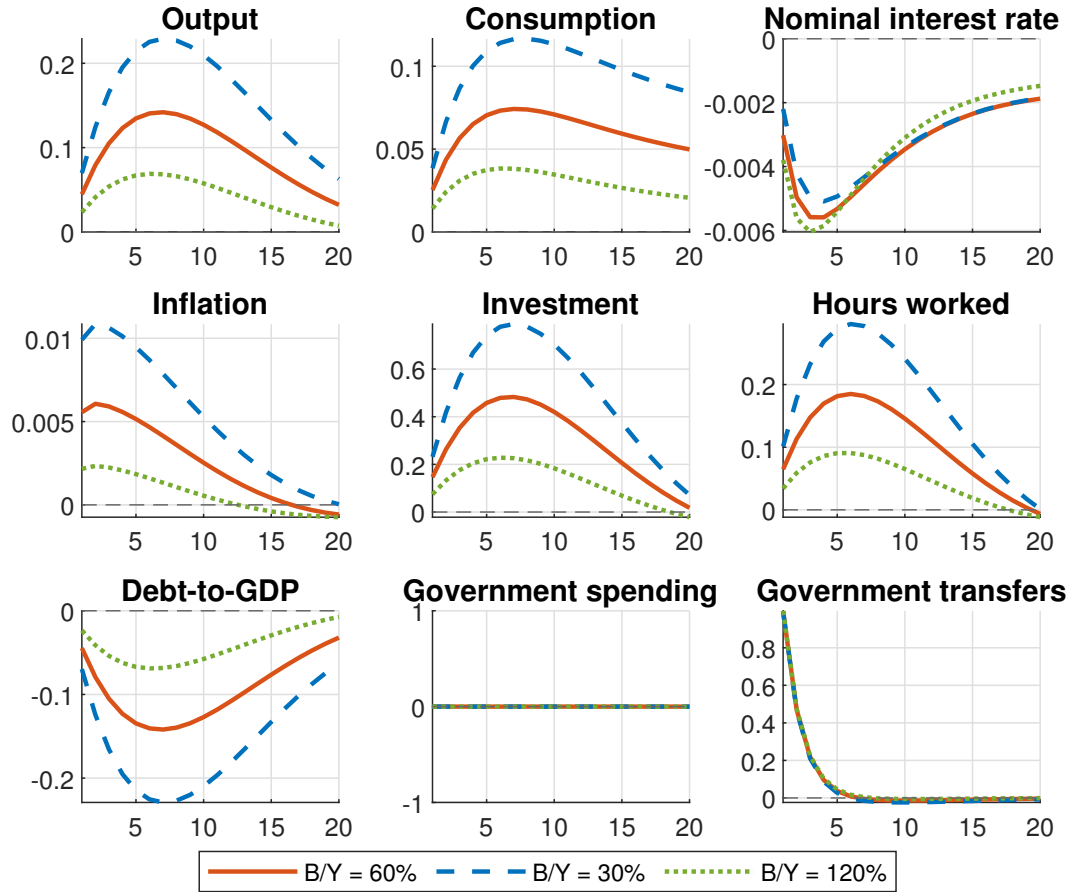 Output
0.2
0.1
0
5 10 15 20
Consumption
0.1
0.05
0
5 10 15 20
Nominal interest rate
0
-0.002
-0.004
-0.006
5 10 15 20
Inflation
0.01
0.005
0
5 10 15 20
Investment
0.6
0.4
0.2
0
5 10 15 20
Hours worked
0.2
0.1
0
5 10 15 20
Debt-to-GDP
0
-0.1
-0.2
5 10 15 20
Government spending
1
0
-1
5 10 15 20
Government transfers
0.8
0.6
0.4
0.2
0
5 10 15 20
B/Y = 60% B/Y = 30% B/Y = 120%